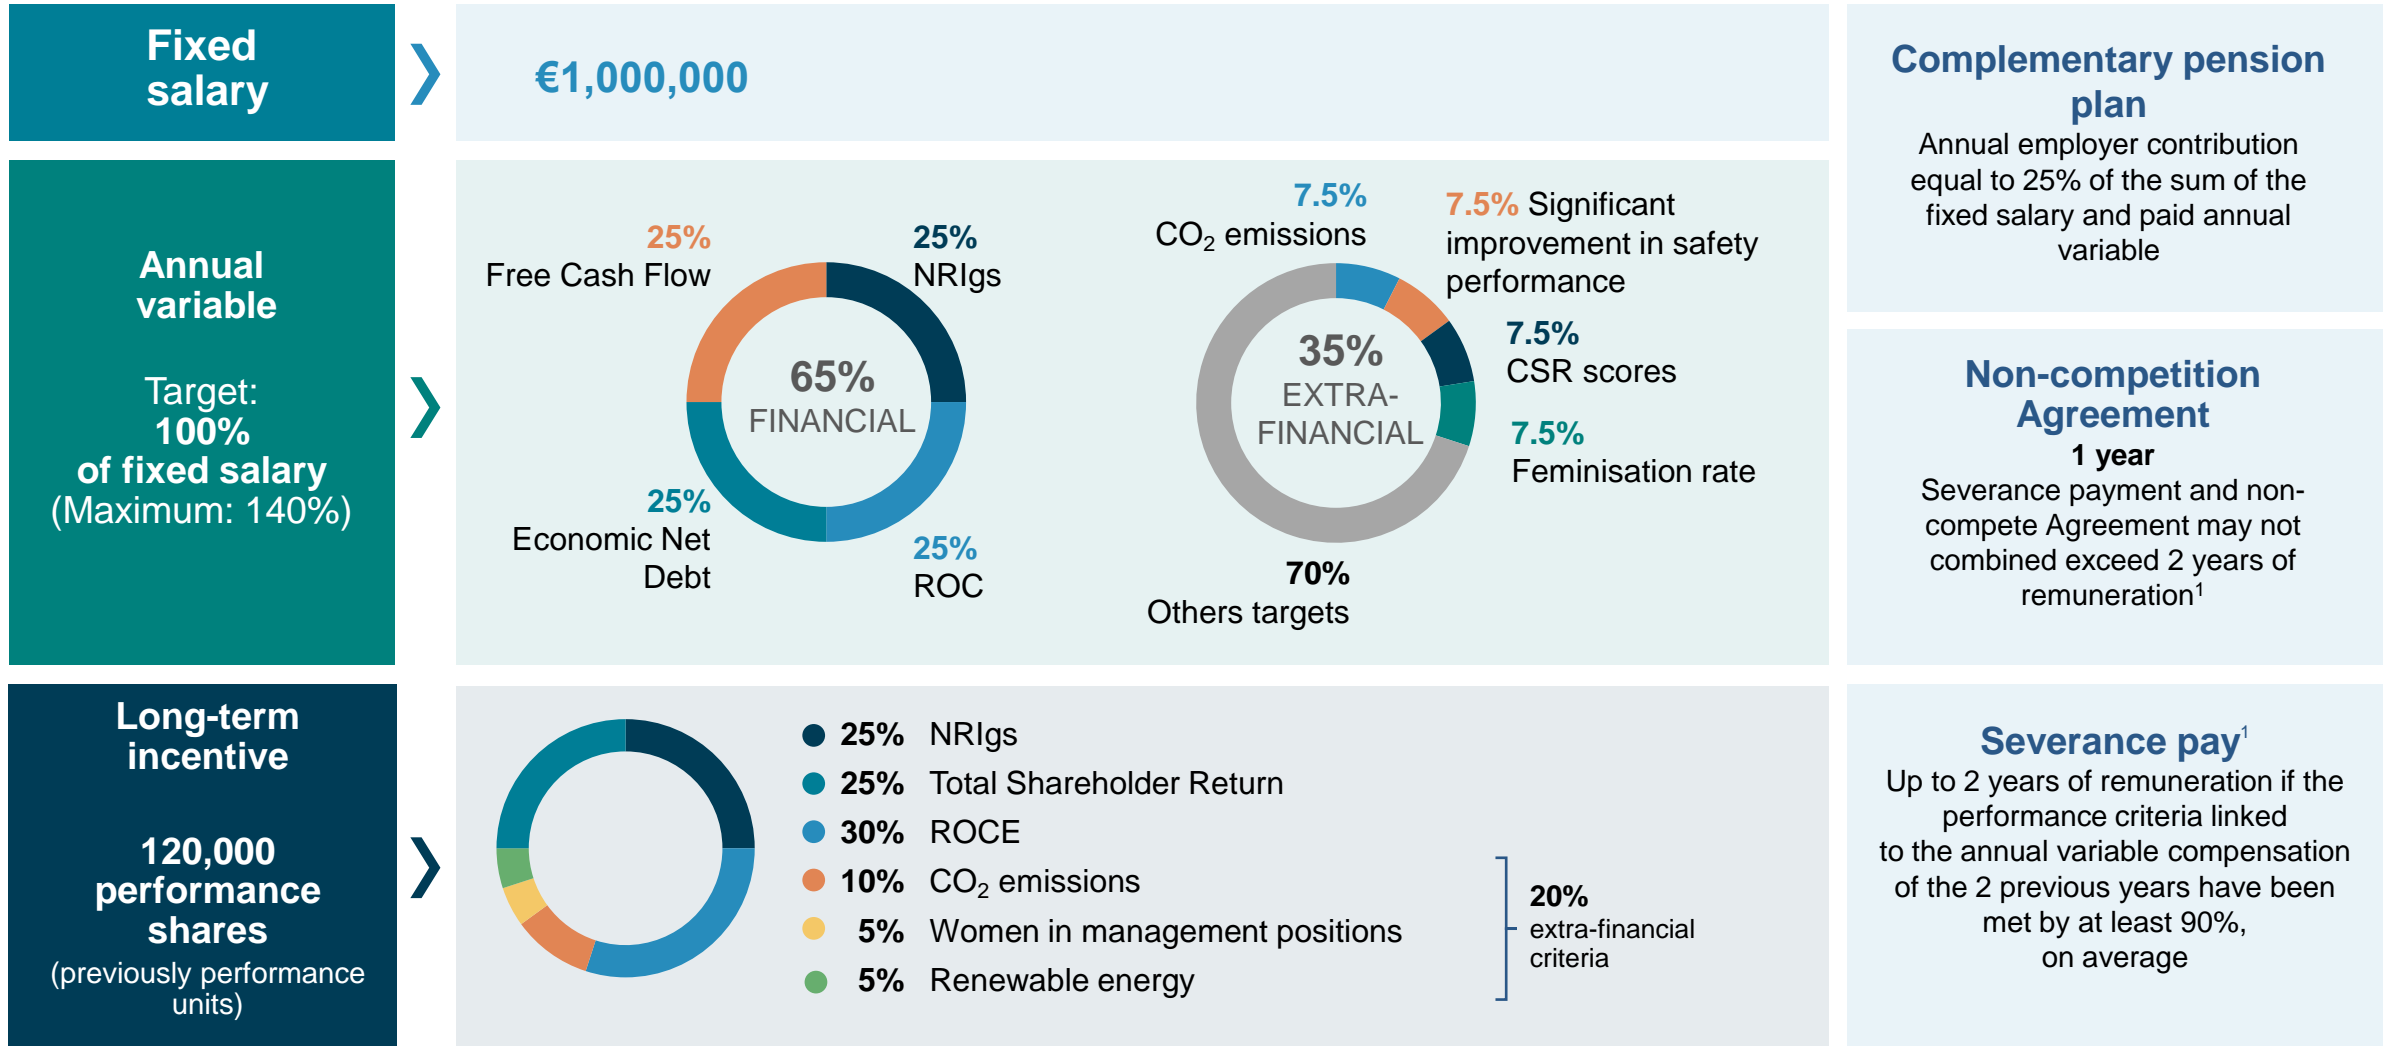 Fixed
salary
€1,000,000
Annual
variable
Target:
100%
of fixed salary
(Maximum: 140%)
25%
Free Cash Flow
25%
NRIgs
65%
FINANCIAL
25%
Economic Net
Debt
25%
ROC
7.5%
CO₂ emissions
7.5% Significant
improvement in safety
performance
35%
EXTRA-
FINANCIAL
7.5%
CSR scores
7.5%
Feminisation rate
70%
Others targets
Long-term
incentive
120,000
performance
shares
(previously performance
units)
25% NRIgs
25% Total Shareholder Return
30% ROCE
10% CO₂ emissions
5% Women in management positions
5% Renewable energy
20%
extra-financial
criteria
Complementary pension
plan
Annual employer contribution
equal to 25% of the sum of the
fixed salary and paid annual
variable
Non-competition
Agreement
1 year
Severance payment and non-
compete Agreement may not
combined exceed 2 years of
remuneration¹
Severance pay¹
Up to 2 years of remuneration if the
performance criteria linked
to the annual variable compensation
of the 2 previous years have been
met by at least 90%,
on average